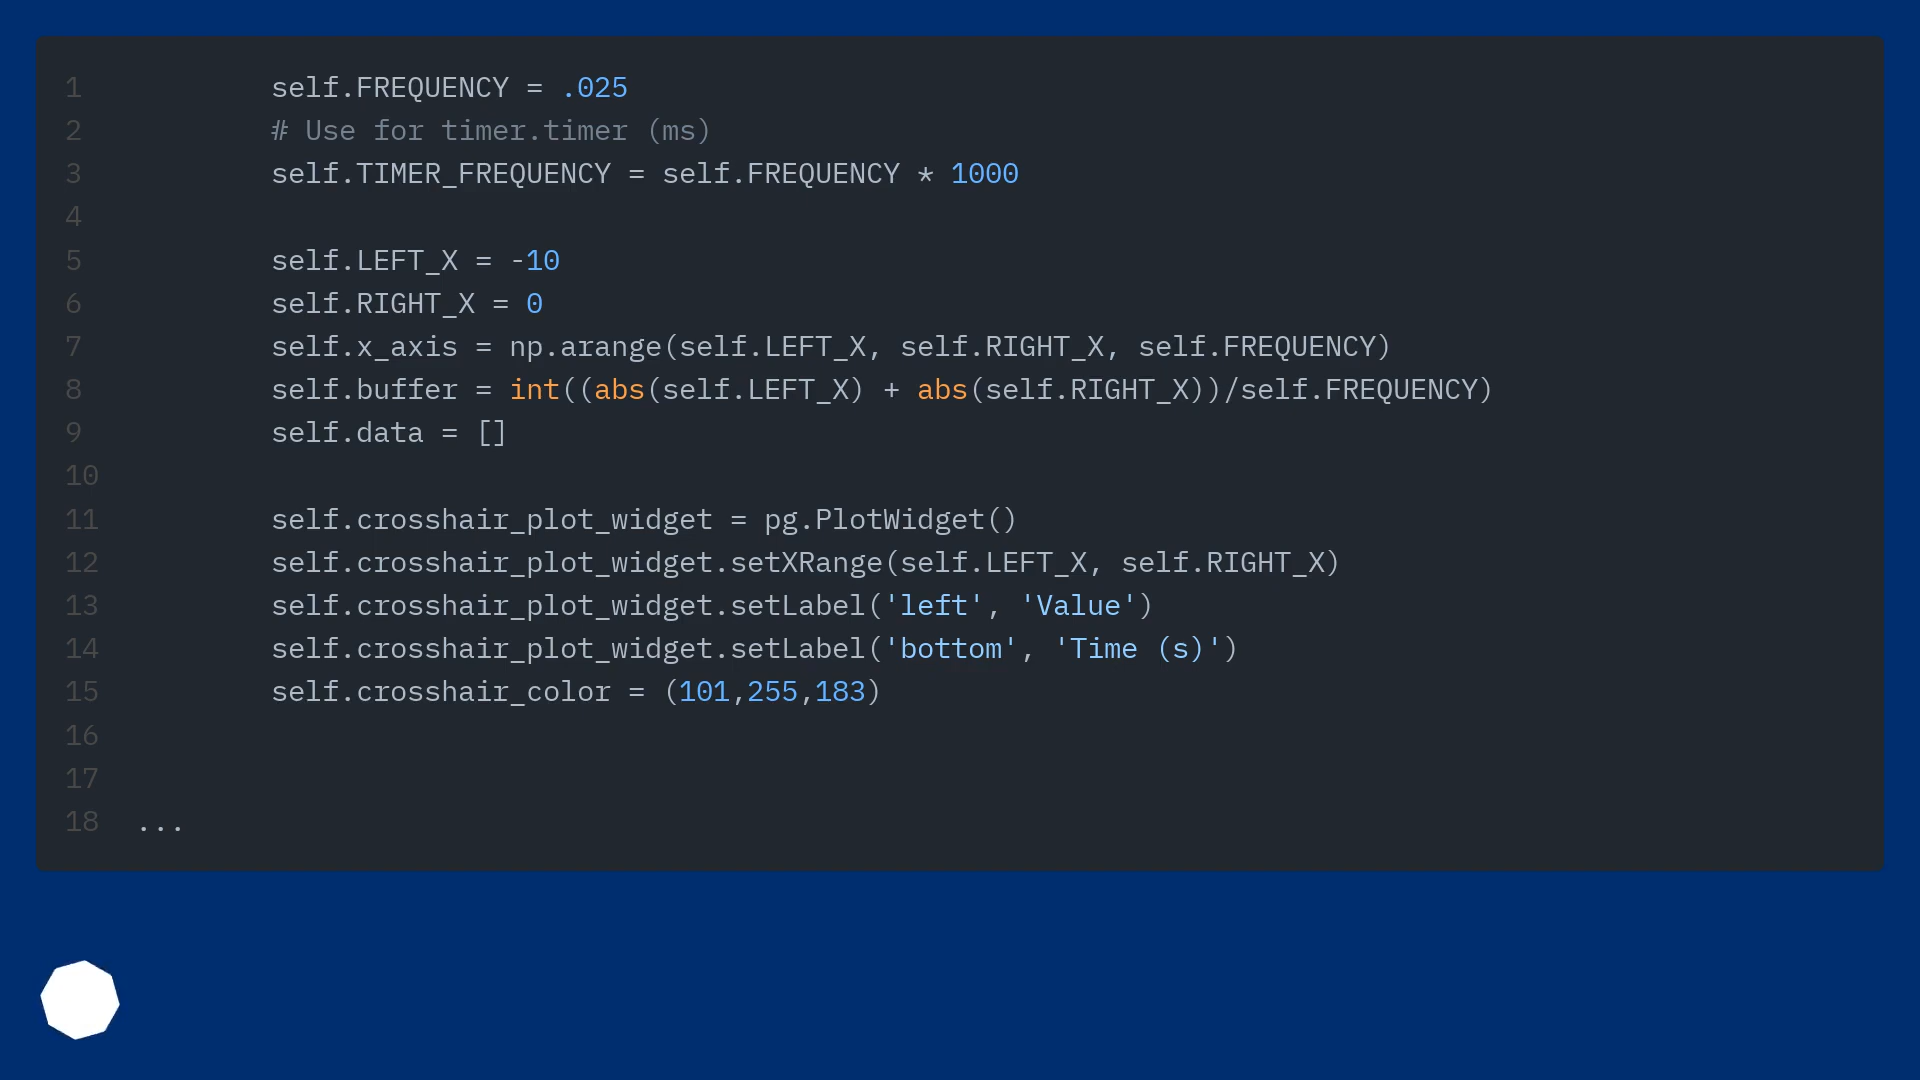 1 self.FREQUENCY = .025
2 # Use for timer.timer (ms)
3 self.TIMER_FREQUENCY = self.FREQUENCY * 1000
4
5 self.LEFT_X = -10
6 self.RIGHT_X = 0
7 self.x_axis = np.arange(self.LEFT_X, self.RIGHT_X, self.FREQUENCY)
8 self.buffer = int((abs(self.LEFT_X) + abs(self.RIGHT_X))/self.FREQUENCY)
9 self.data = []
10
11 self.crosshair_plot_widget = pg.PlotWidget()
12 self.crosshair_plot_widget.setXRange(self.LEFT_X, self.RIGHT_X)
13 self.crosshair_plot_widget.setLabel('left', 'Value')
14 self.crosshair_plot_widget.setLabel('bottom', 'Time (s)')
15 self.crosshair_color = (101,255,183)
16
17
18 ...